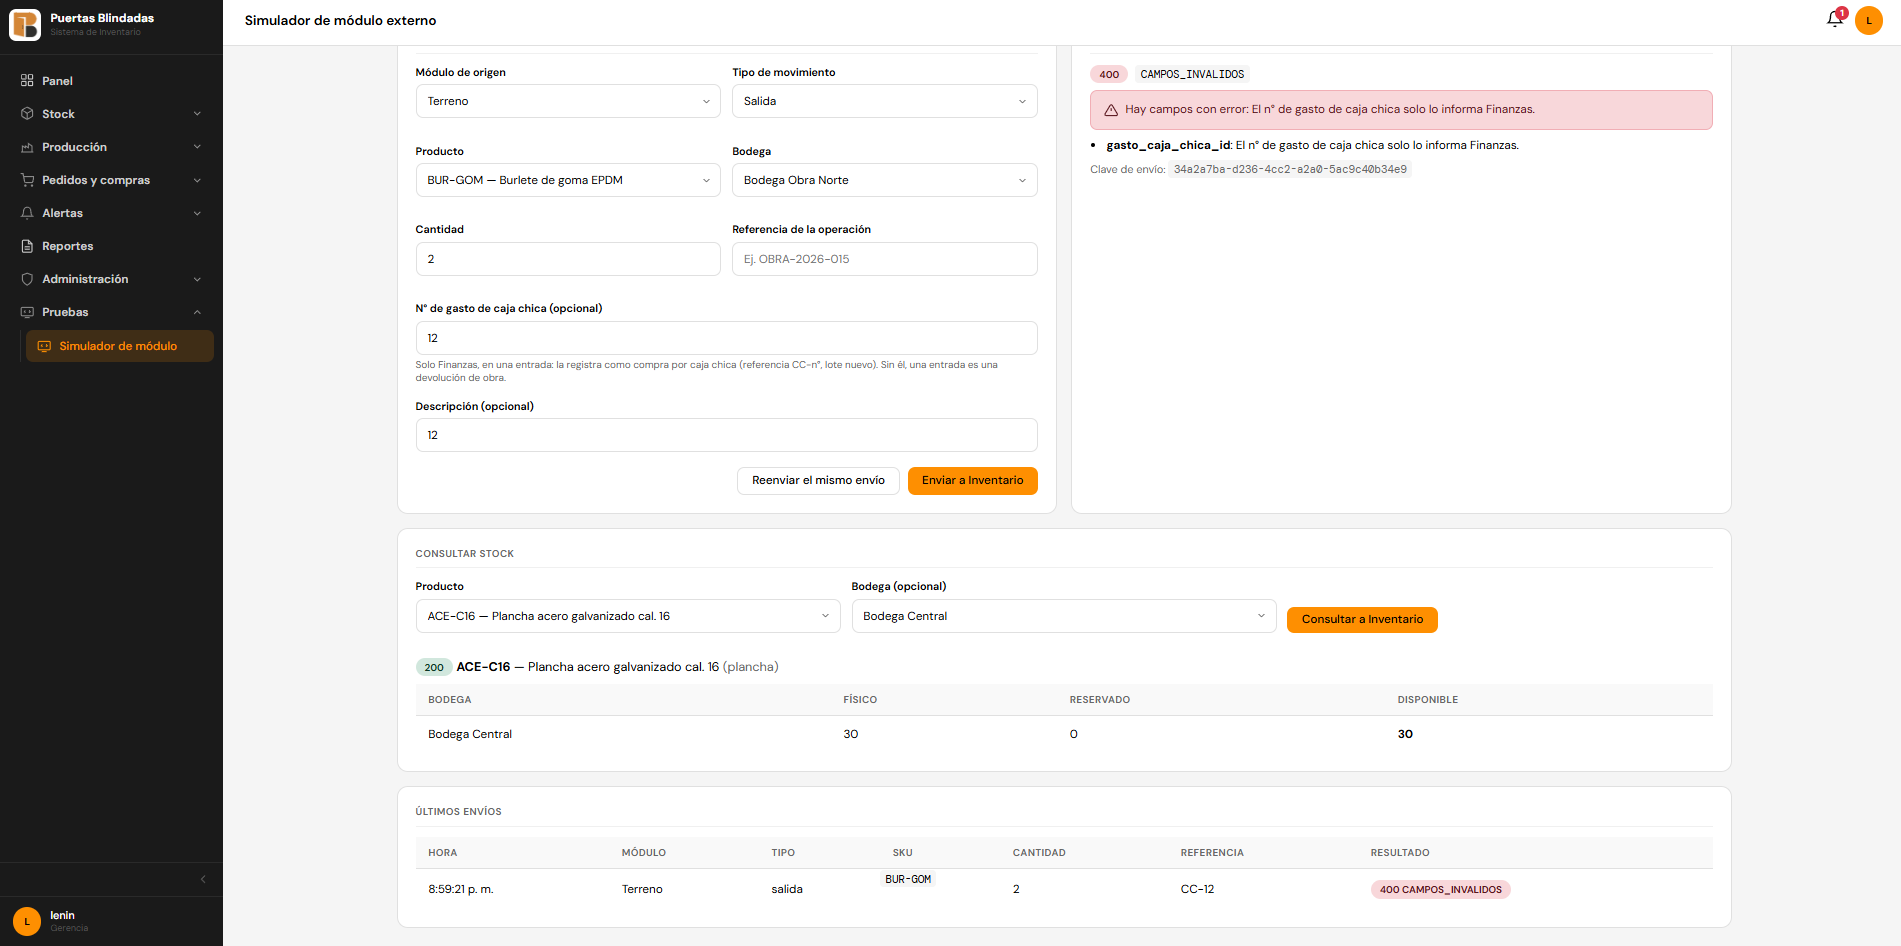 Puertas Blindadas
Sistema de Inventario
Panel
Stock
Producción
Pedidos y compras
Alertas
Reportes
Administración
Pruebas
Simulador de módulo
L
lenin
Gerencia
Simulador de módulo externo
1
L
Módulo de origen
Terreno
Tipo de movimiento
Salida
Producto
BUR-GOM — Burlete de goma EPDM
Bodega
Bodega Obra Norte
Cantidad
2
Referencia de la operación
Ej. OBRA-2026-015
N° de gasto de caja chica (opcional)
12
Solo Finanzas, en una entrada: la registra como compra por caja chica (referencia CC-n°, lote nuevo). Sin él, una entrada es una
devolución de obra.
Descripción (opcional)
12
Reenviar el mismo envío
Enviar a Inventario
400 CAMPOS_INVALIDOS
Hay campos con error: El n° de gasto de caja chica solo lo informa Finanzas.
gasto_caja_chica_id: El n° de gasto de caja chica solo lo informa Finanzas.
Clave de envío: 34a2a7ba-d236-4cc2-a2a0-5ac9c40b34e9
CONSULTAR STOCK
Producto
ACE-C16 — Plancha acero galvanizado cal. 16
Bodega (opcional)
Bodega Central
Consultar a Inventario
200 ACE-C16 — Plancha acero galvanizado cal. 16 (plancha)
BODEGA FÍSICO RESERVADO DISPONIBLE
Bodega Central 30 0 30
ÚLTIMOS ENVÍOS
HORA MÓDULO TIPO SKU CANTIDAD REFERENCIA RESULTADO
8:59:21 p. m. Terreno salida BUR-GOM 2 CC-12 400 CAMPOS_INVALIDOS